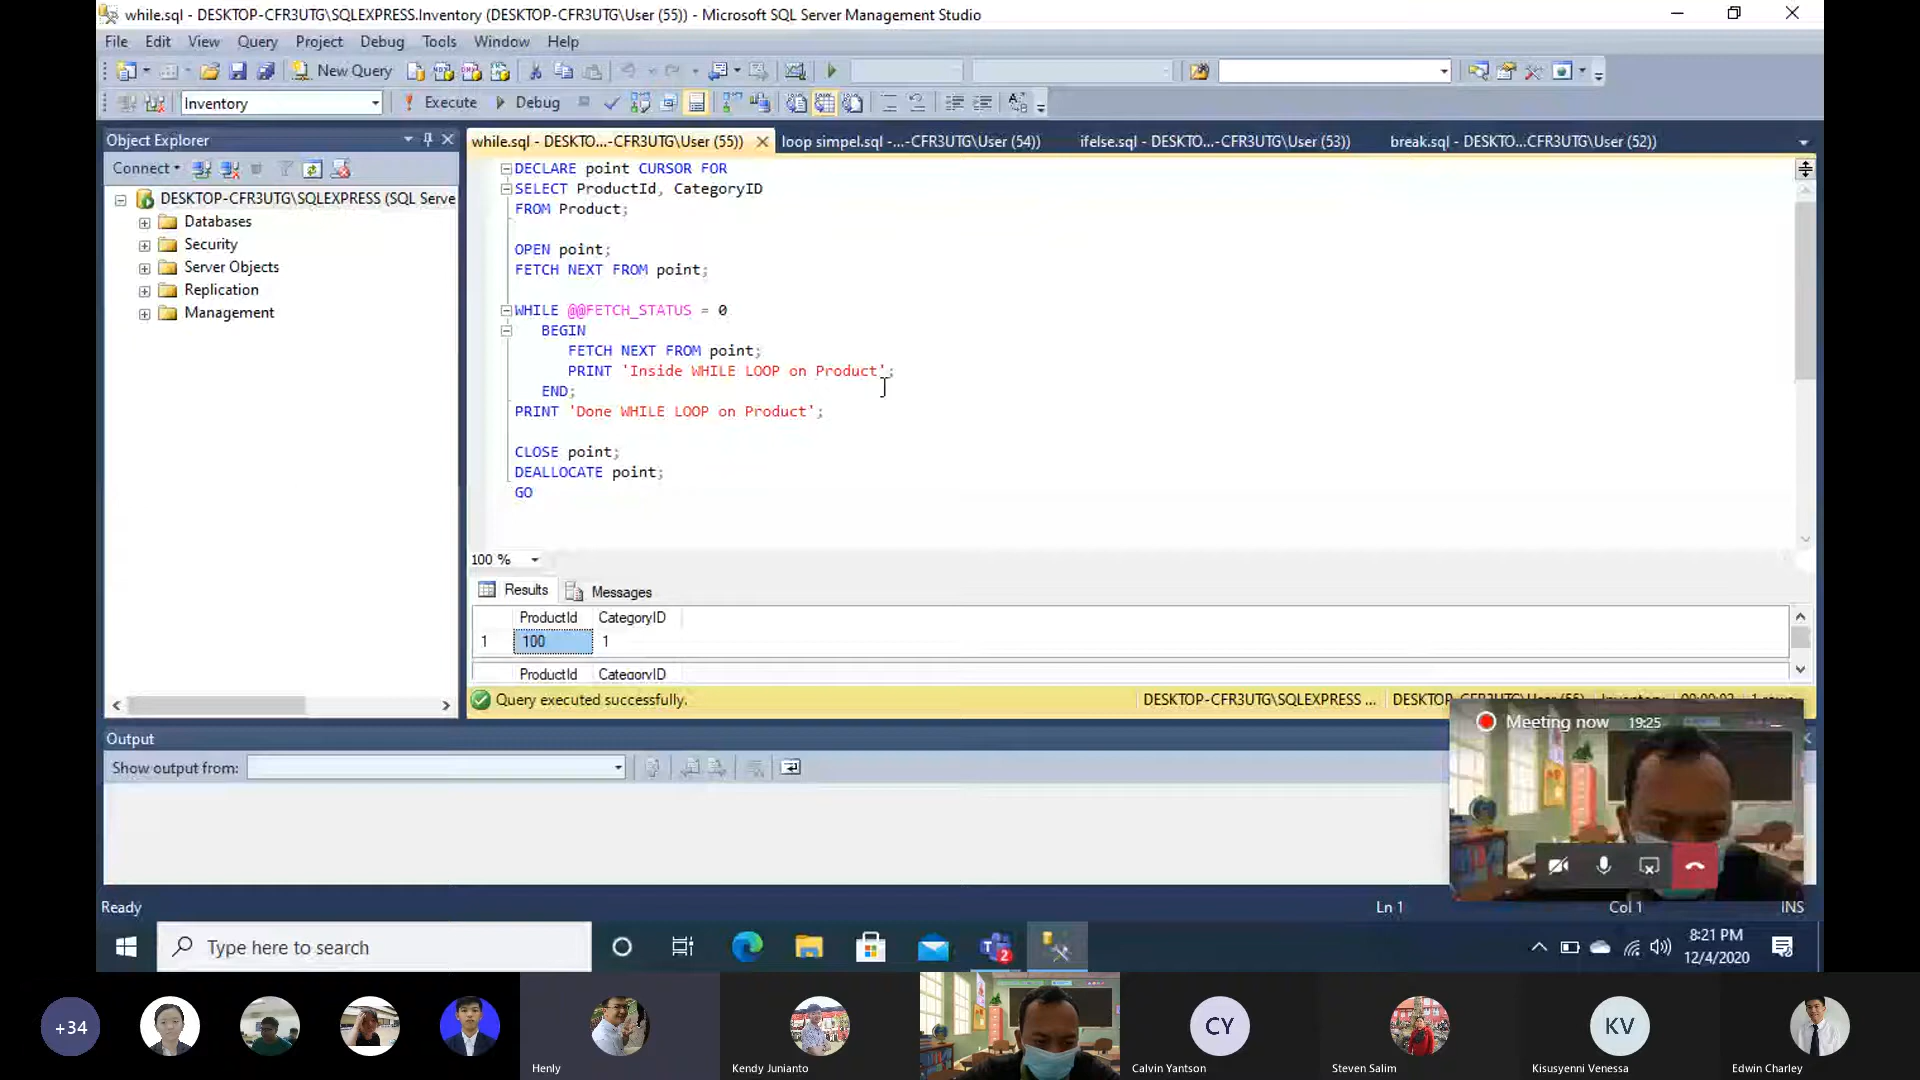 while.sql - DESKTOP-CFR3UTG\SQLEXPRESS.Inventory (DESKTOP-CFR3UTG\User (55)) - Microsoft SQL Server Management Studio
File Edit View Query Project Debug Tools Window Help
New Query
Inventory Execute Debug
Object Explorer
Connect
DESKTOP-CFR3UTG\SQLEXPRESS (SQL Serve
Databases
Security
Server Objects
Replication
Management
while.sql - DESKTO...-CFR3UTG\User (55)) loop simpel.sql -...-CFR3UTG\User (54)) ifelse.sql - DESKTO...-CFR3UTG\User (53)) break.sql - DESKTO...CFR3UTG\User (52))
DECLARE point CURSOR FOR
SELECT ProductId, CategoryID
FROM Product;
OPEN point;
FETCH NEXT FROM point;
WHILE @@FETCH_STATUS = 0
BEGIN
FETCH NEXT FROM point;
PRINT 'Inside WHILE LOOP on Product';
END;
PRINT 'Done WHILE LOOP on Product';
CLOSE point;
DEALLOCATE point;
GO
100 %
Results Messages
ProductId CategoryID
1 100 1
ProductId CategoryID
Query executed successfully. DESKTOP-CFR3UTG\SQLEXPRESS ...
Meeting now 19:25
Output
Show output from:
Ready Ln 1 Col 1 INS
Type here to search
2
8:21 PM
12/4/2020
+34
CY
KV
Henly
Kendy Junianto
Calvin Yantson
Steven Salim
Kisusyenni Venessa
Edwin Charley